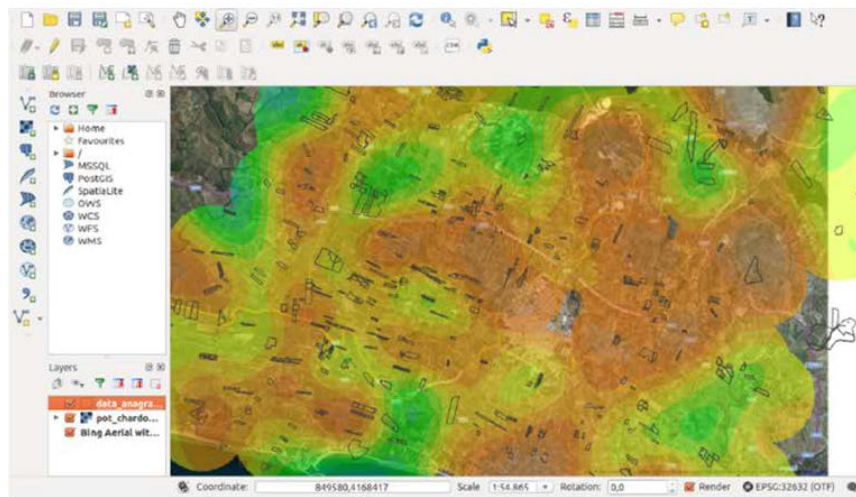 Browser
Home
Favourites
/
MSSQL
PostGIS
SpatiaLite
OWS
WCS
WFS
WMS
Layers
data_anagra...
pot_chardo...
Bing Aerial wit...
Coordinate: 849580,4168417 Scale 1:54.865 Rotation: 0,0 Render EPSG:32632 (OTF)